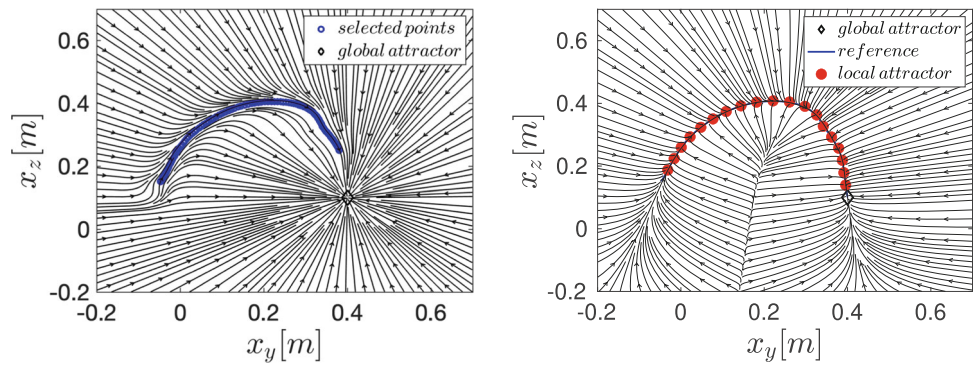 selected points
global attractor
0.6
0.4
0.2
0
-0.2
x_z[m]
-0.2 0 0.2 0.4 0.6
x_y[m]
global attractor
reference
local attractor
0.6
0.4
0.2
0
-0.2
x_z[m]
-0.2 0 0.2 0.4 0.6
x_y[m]